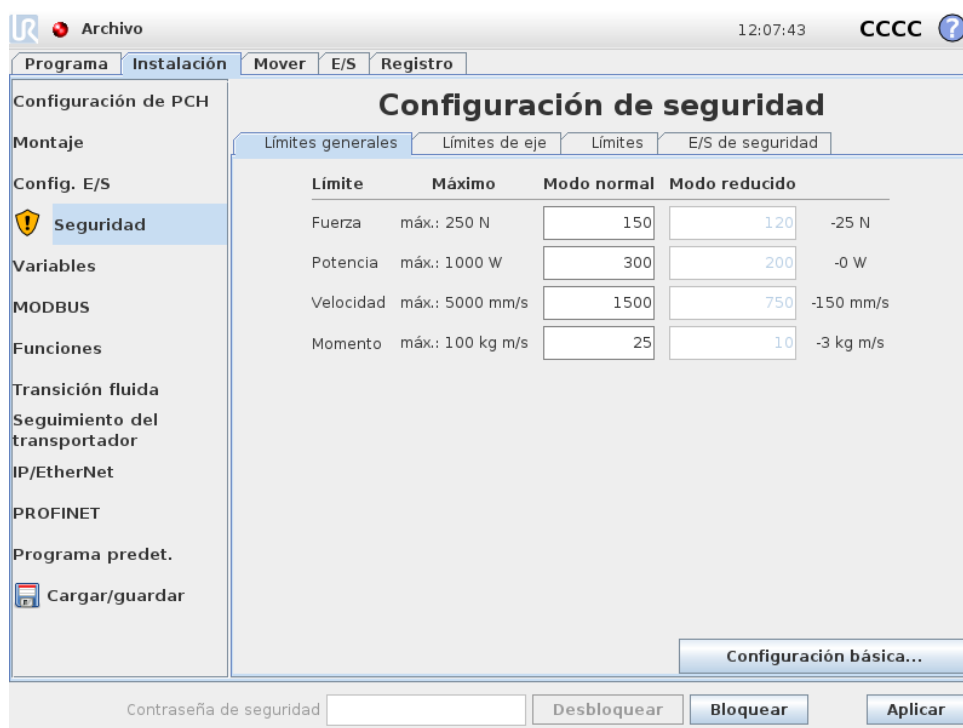 UR Archivo 12:07:43 CCCC ?
Programa Instalación Mover E/S Registro
Configuración de PCH
Montaje
Config. E/S
Seguridad
Variables
MODBUS
Funciones
Transición fluida
Seguimiento del
transportador
IP/EtherNet
PROFINET
Programa predet.
Cargar/guardar
Configuración de seguridad
Límites generales Límites de eje Límites E/S de seguridad
Límite Máximo Modo normal Modo reducido
Fuerza máx.: 250 N 150 120 -25 N
Potencia máx.: 1000 W 300 200 -0 W
Velocidad máx.: 5000 mm/s 1500 750 -150 mm/s
Momento máx.: 100 kg m/s 25 10 -3 kg m/s
Configuración básica...
Contraseña de seguridad Desbloquear Bloquear Aplicar